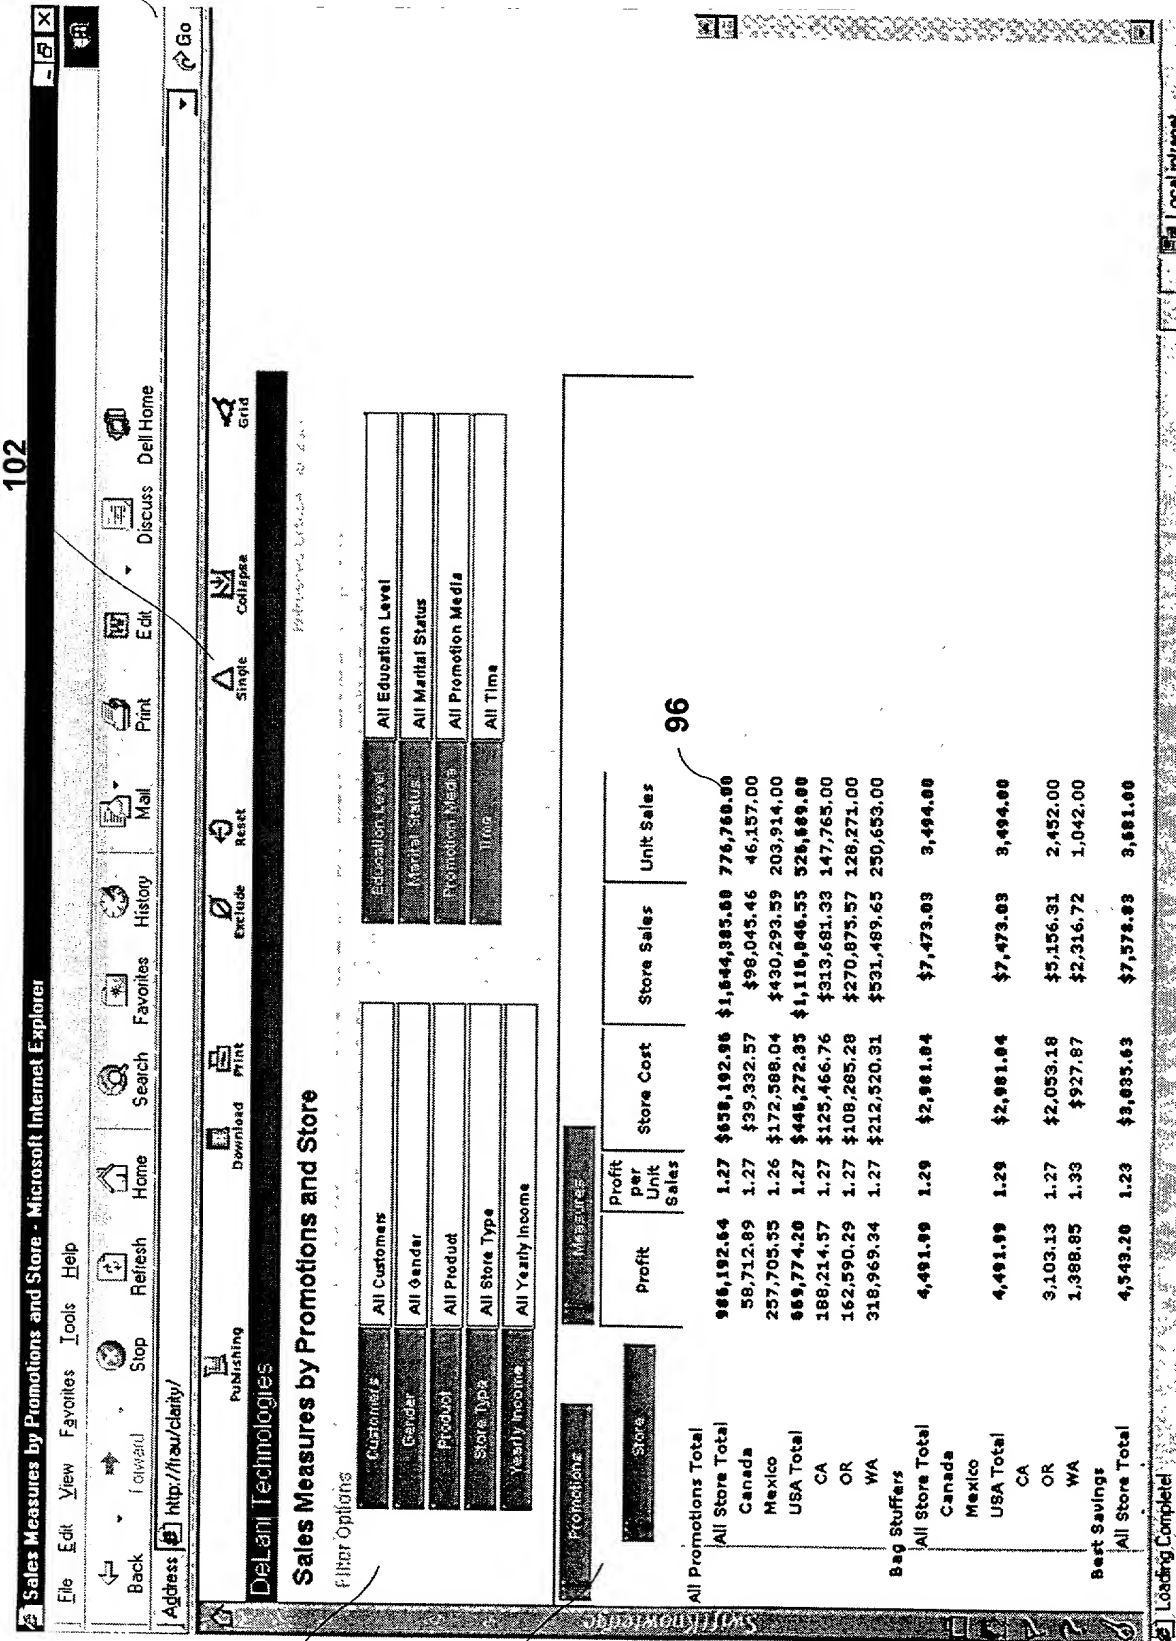 102
Sales Measures by Promotions and Store - Microsoft Internet Explorer
File Edit View Favorites Tools Help
Back Forward Stop Refresh Home Search Favorites History Mail Print Edit Discuss Dell Home
Address http://frau/clarity/ Go
Publishing Download Print Exclude Reset Single Collapse Grid
DeLani Technologies
Sales Measures by Promotions and Store
Filter Options
Customers All Customers Education Level All Education Level
Gender All Gender Marital Status All Marital Status
Product All Product Promotion Media All Promotion Media
Store Type All Store Type Time All Time
Yearly Income All Yearly Income
Promotions Measures
Store
Profit Profit per Unit Sales Store Cost Store Sales Unit Sales
96
All Promotions Total
All Store Total 986,192.64 1.27 $658,192.96 $1,644,385.60 776,760.00
Canada 58,712.89 1.27 $39,332.57 $98,045.46 46,157.00
Mexico 257,705.55 1.26 $172,588.04 $430,293.59 203,914.00
USA Total 669,774.20 1.27 $446,272.35 $1,116,046.55 526,689.00
CA 188,214.57 1.27 $125,466.76 $313,681.33 147,765.00
OR 162,590.29 1.27 $108,285.28 $270,875.57 128,271.00
WA 318,969.34 1.27 $212,520.31 $531,489.65 250,653.00
Bag Stuffers
All Store Total 4,491.99 1.29 $2,981.04 $7,473.03 3,494.00
Canada
Mexico
USA Total 4,491.99 1.29 $2,981.04 $7,473.03 3,494.00
CA
OR 3,103.13 1.27 $2,053.18 $5,156.31 2,452.00
WA 1,388.85 1.33 $927.87 $2,316.72 1,042.00
Best Savings
All Store Total 4,543.20 1.23 $3,035.63 $7,578.83 3,681.00
SwiftKnowledge
Loading Complete! Local intranet